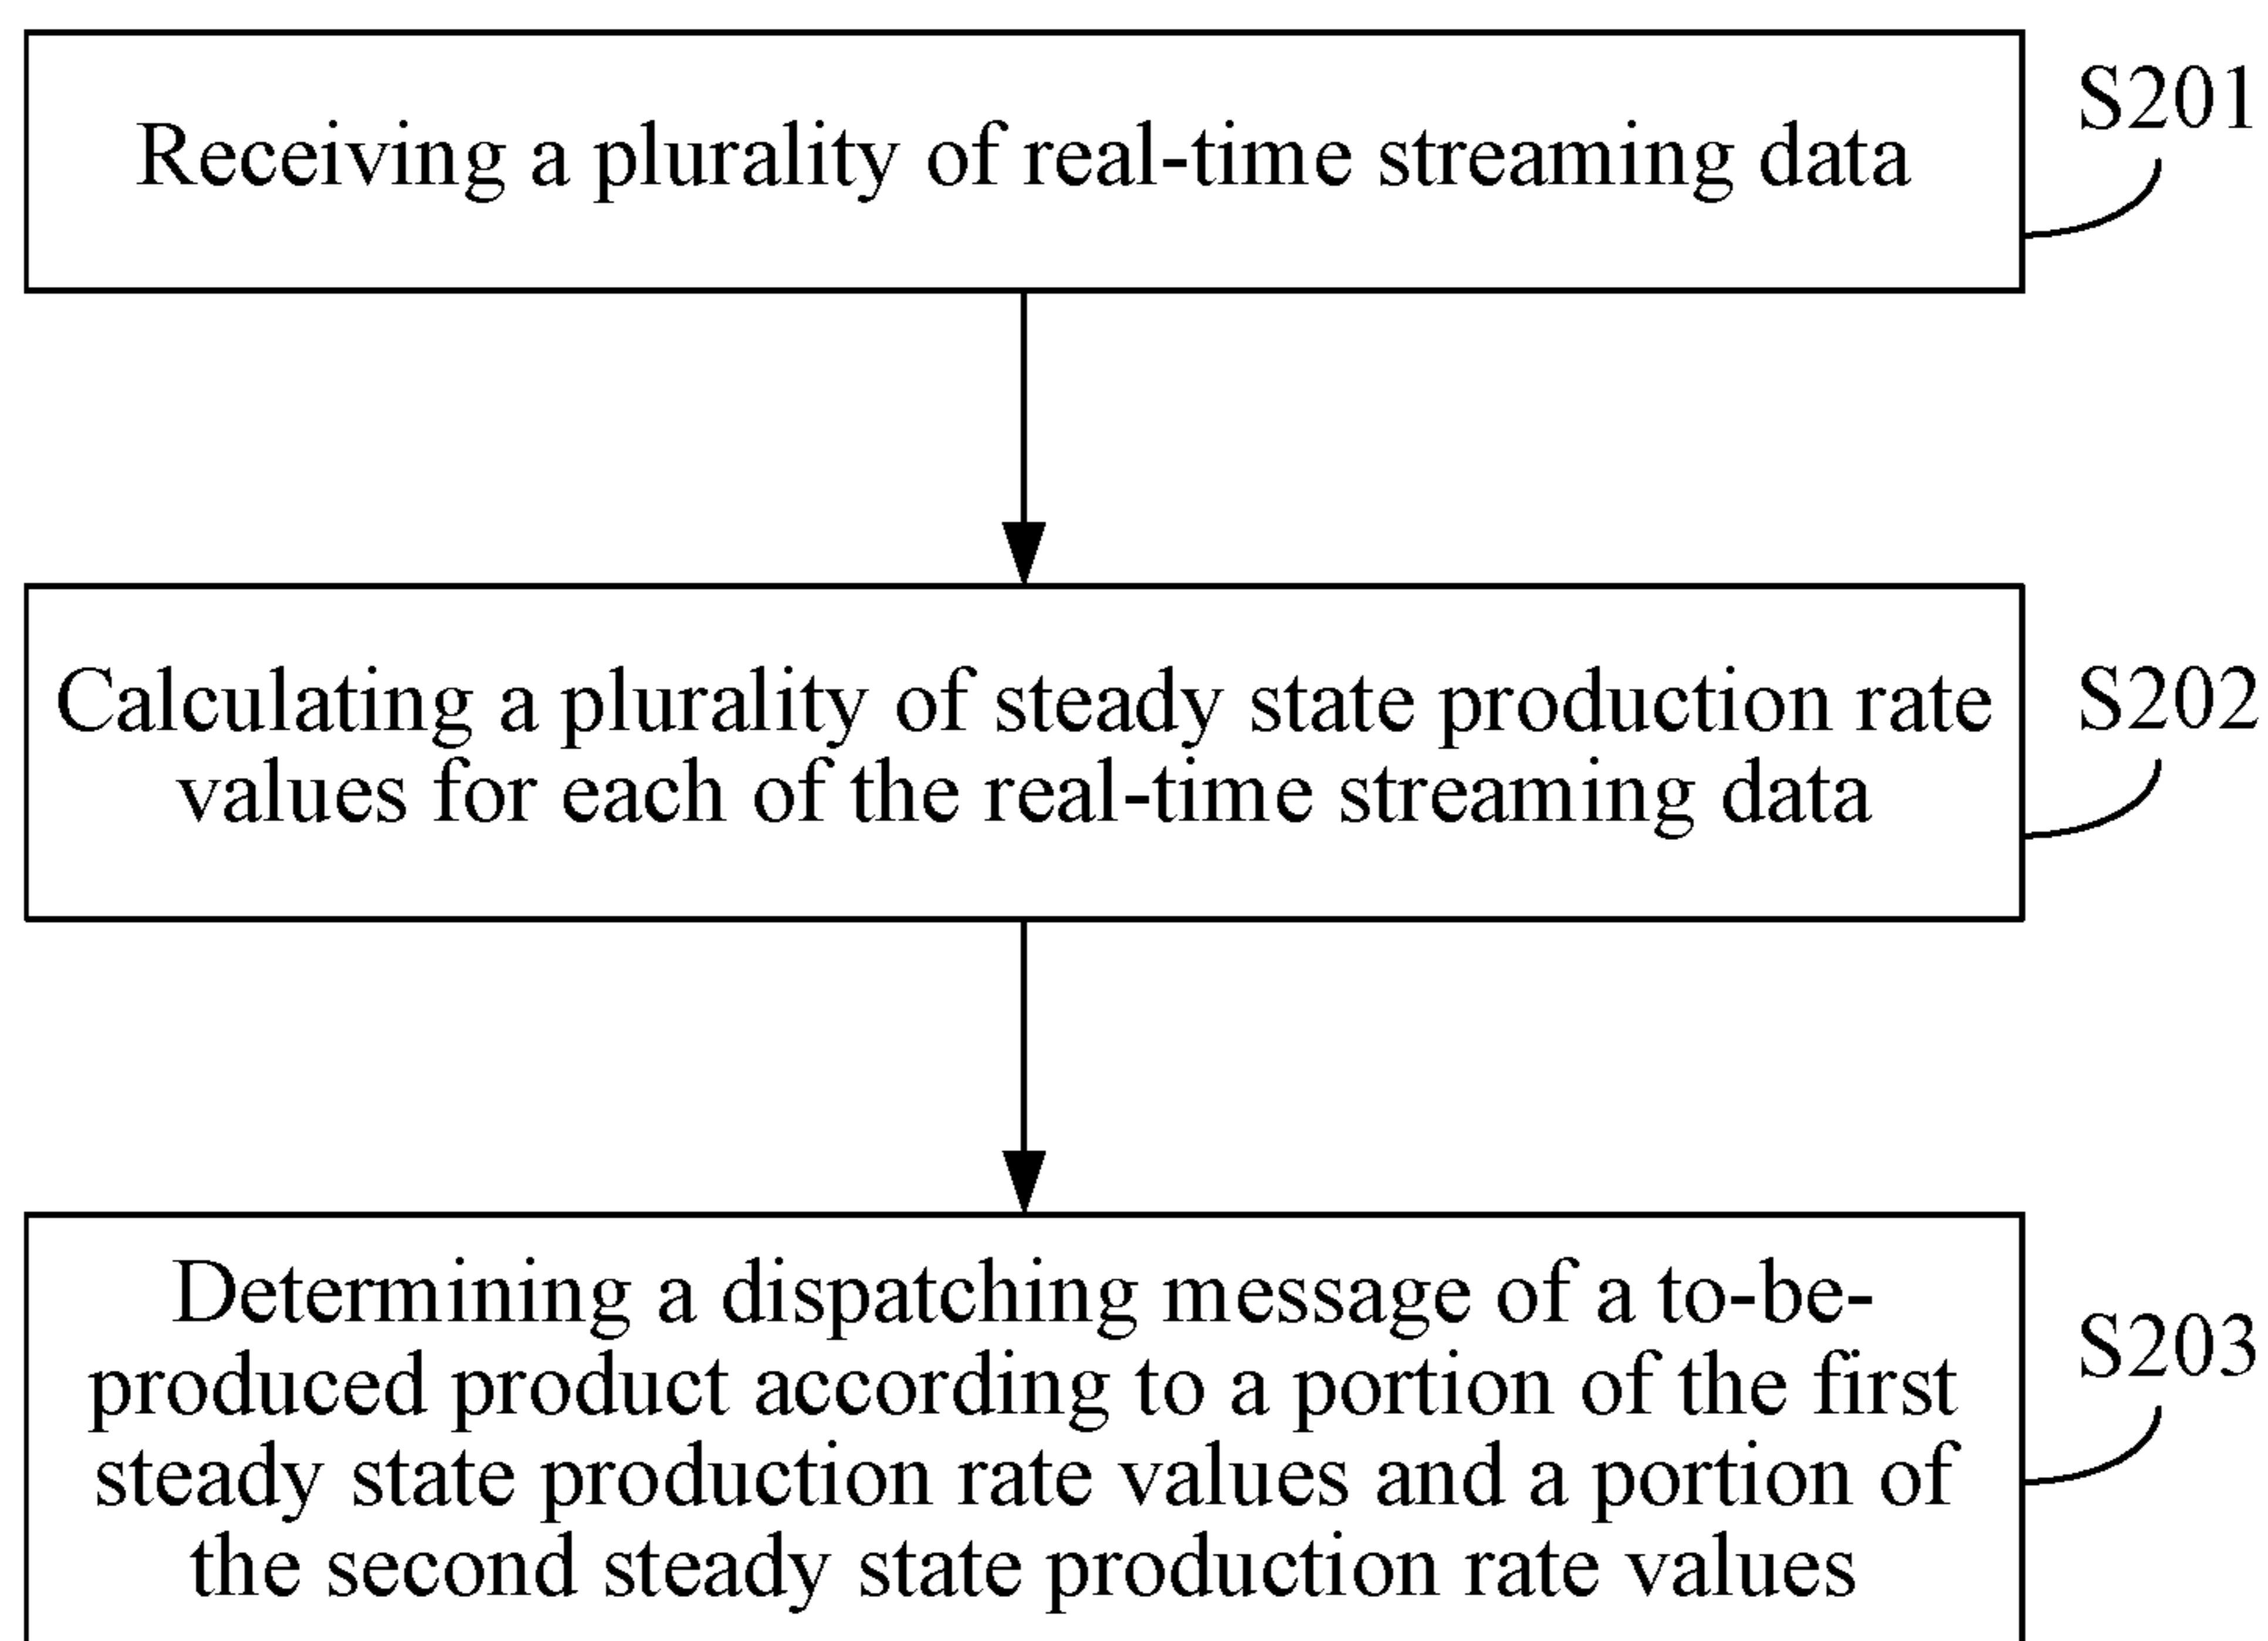 Receiving a plurality of real-time streaming data
S201
Calculating a plurality of steady state production rate
values for each of the real-time streaming data
S202
Determining a dispatching message of a to-be-
produced product according to a portion of the first
steady state production rate values and a portion of
the second steady state production rate values
S203